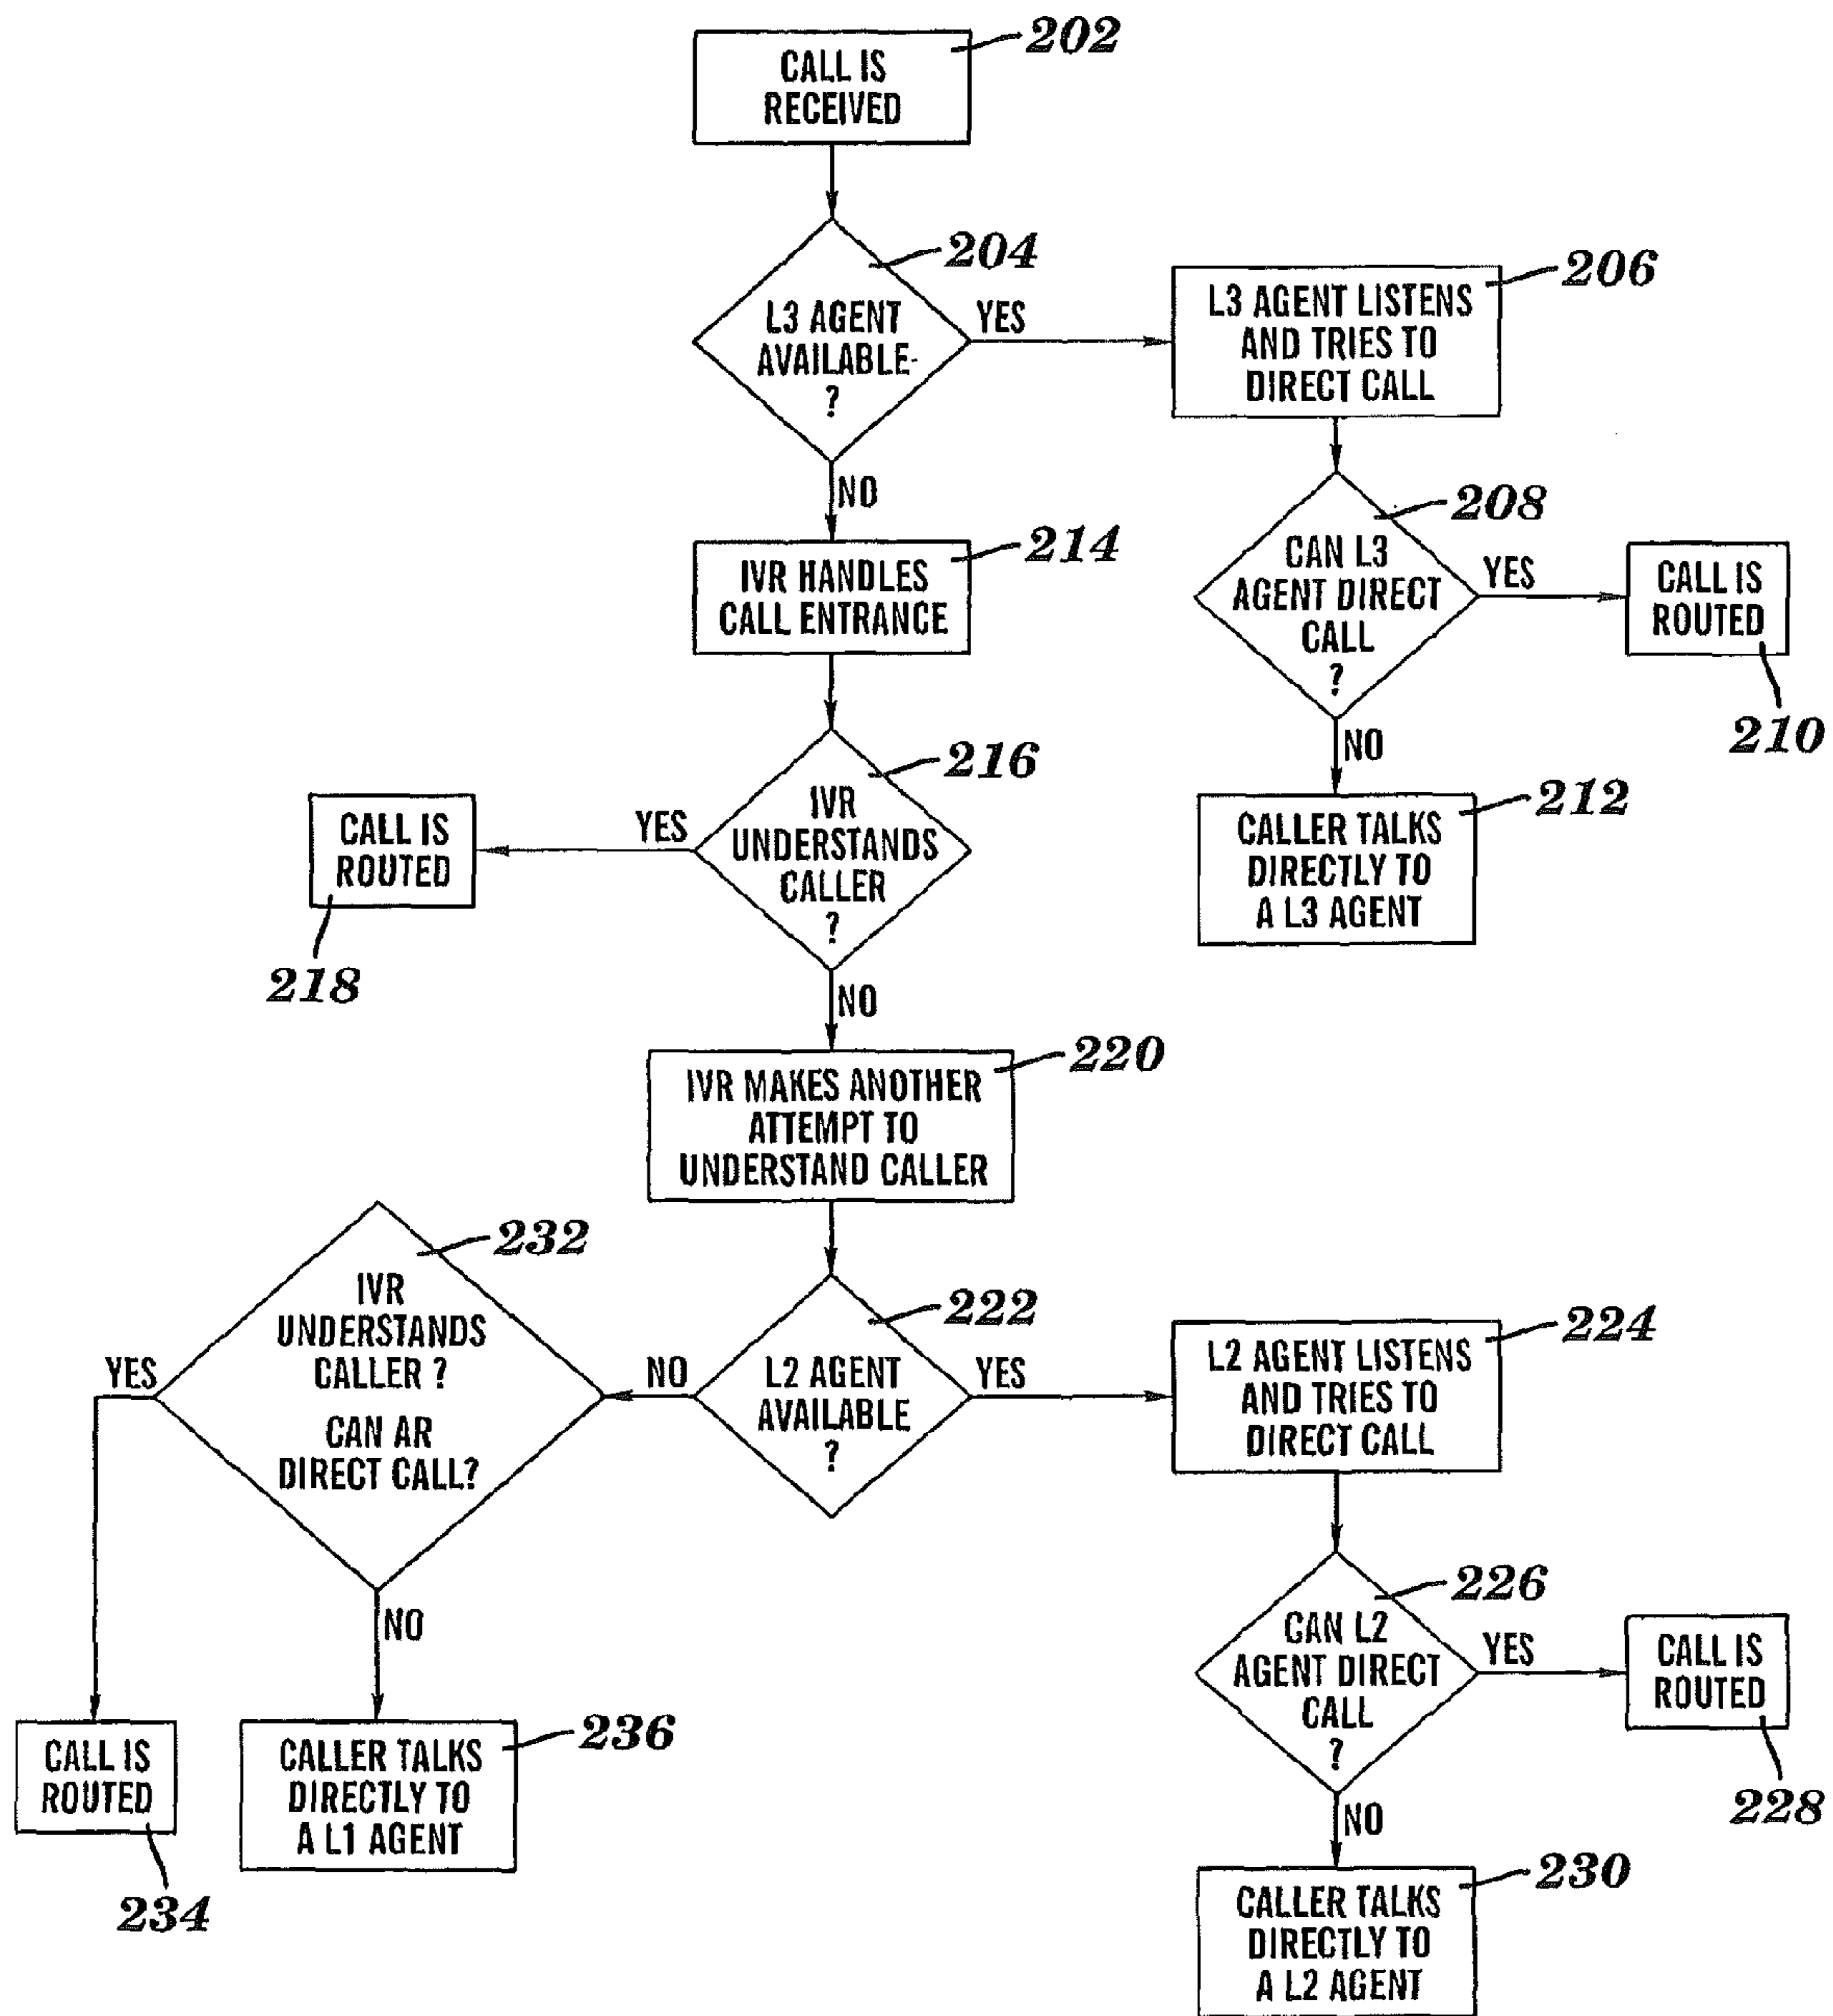 202
CALL IS
RECEIVED
204
L3 AGENT
AVAILABLE
?
YES
NO
206
L3 AGENT LISTENS
AND TRIES TO
DIRECT CALL
208
CAN L3
AGENT DIRECT
CALL
?
YES
NO
CALL IS
ROUTED
210
212
CALLER TALKS
DIRECTLY TO
A L3 AGENT
214
IVR HANDLES
CALL ENTRANCE
216
IVR
UNDERSTANDS
CALLER
?
YES
NO
CALL IS
ROUTED
218
220
IVR MAKES ANOTHER
ATTEMPT TO
UNDERSTAND CALLER
222
L2 AGENT
AVAILABLE
?
NO
YES
224
L2 AGENT LISTENS
AND TRIES TO
DIRECT CALL
226
CAN L2
AGENT DIRECT
CALL
?
YES
NO
CALL IS
ROUTED
228
230
CALLER TALKS
DIRECTLY TO
A L2 AGENT
232
IVR
UNDERSTANDS
CALLER ?
CAN AR
DIRECT CALL?
YES
NO
CALL IS
ROUTED
234
236
CALLER TALKS
DIRECTLY TO
A L1 AGENT